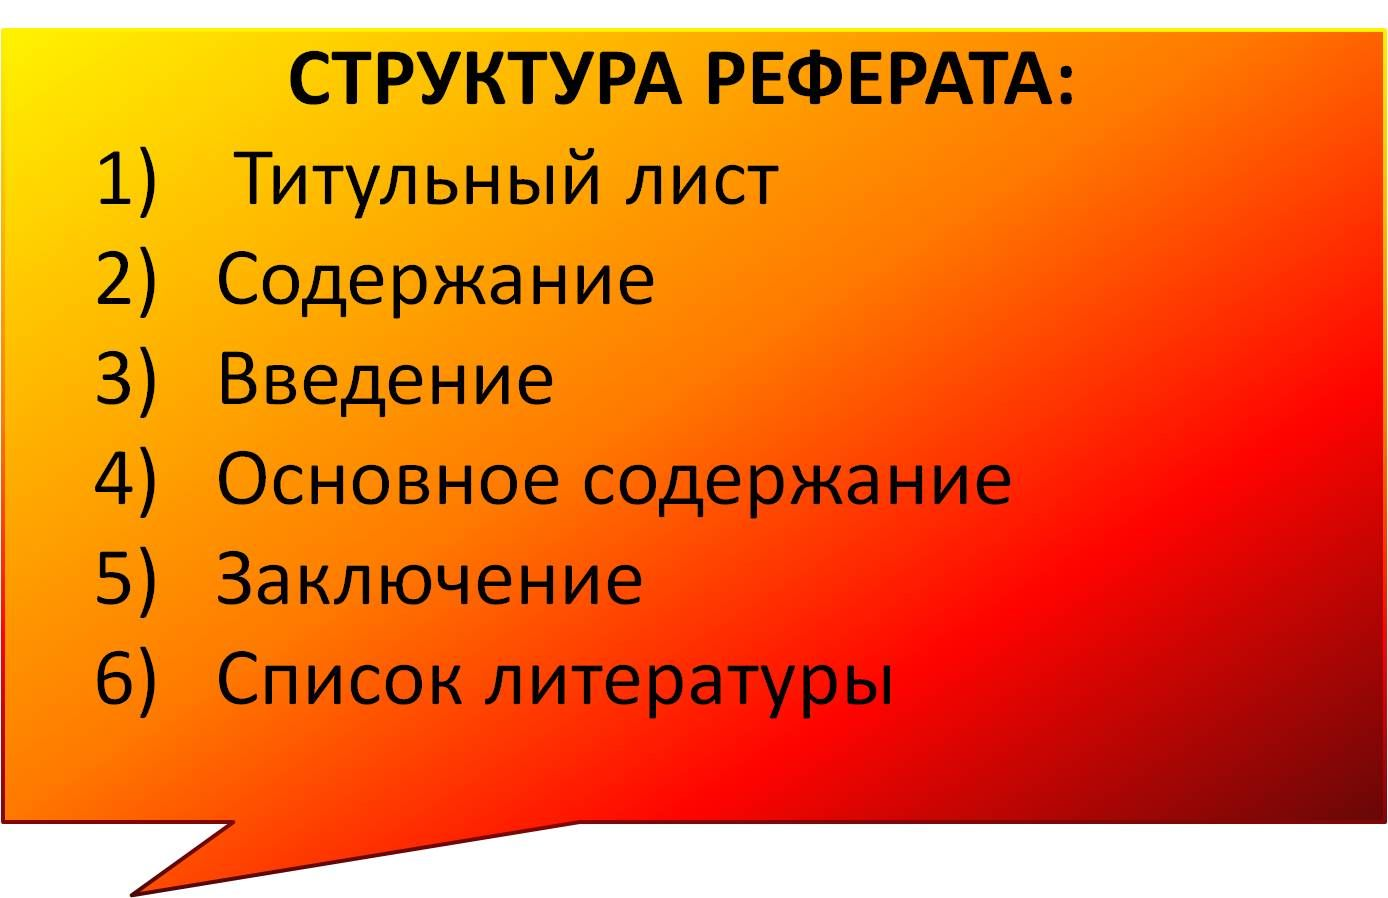 СТРУКТУРА РЕФЕРАТА:
1) Титульный лист
2) Содержание
3) Введение
4) Основное содержание
5) Заключение
6) Список литературы